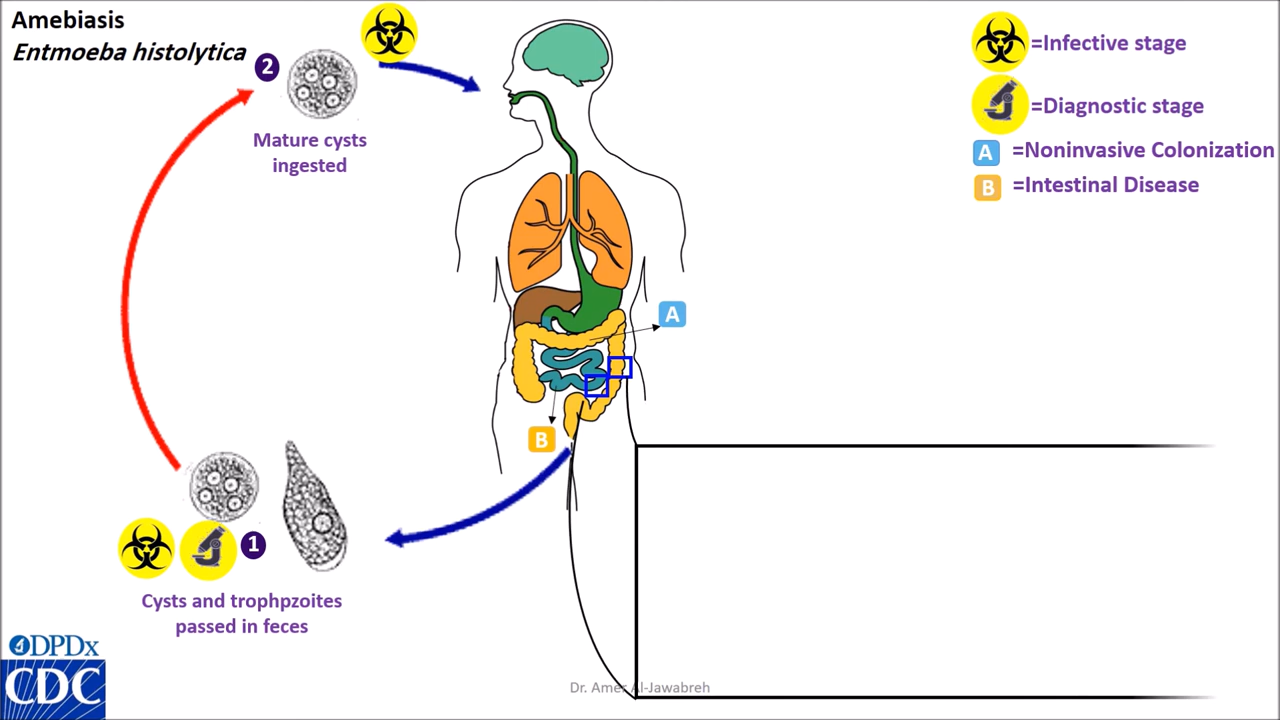 Amebiasis
Entmoeba histolytica
2
Mature cysts
ingested
=Infective stage
=Diagnostic stage
A =Noninvasive Colonization
B =Intestinal Disease
A
B
1
Cysts and trophpzoites
passed in feces
DPDx
CDC
Dr. Amer Al-Jawabreh